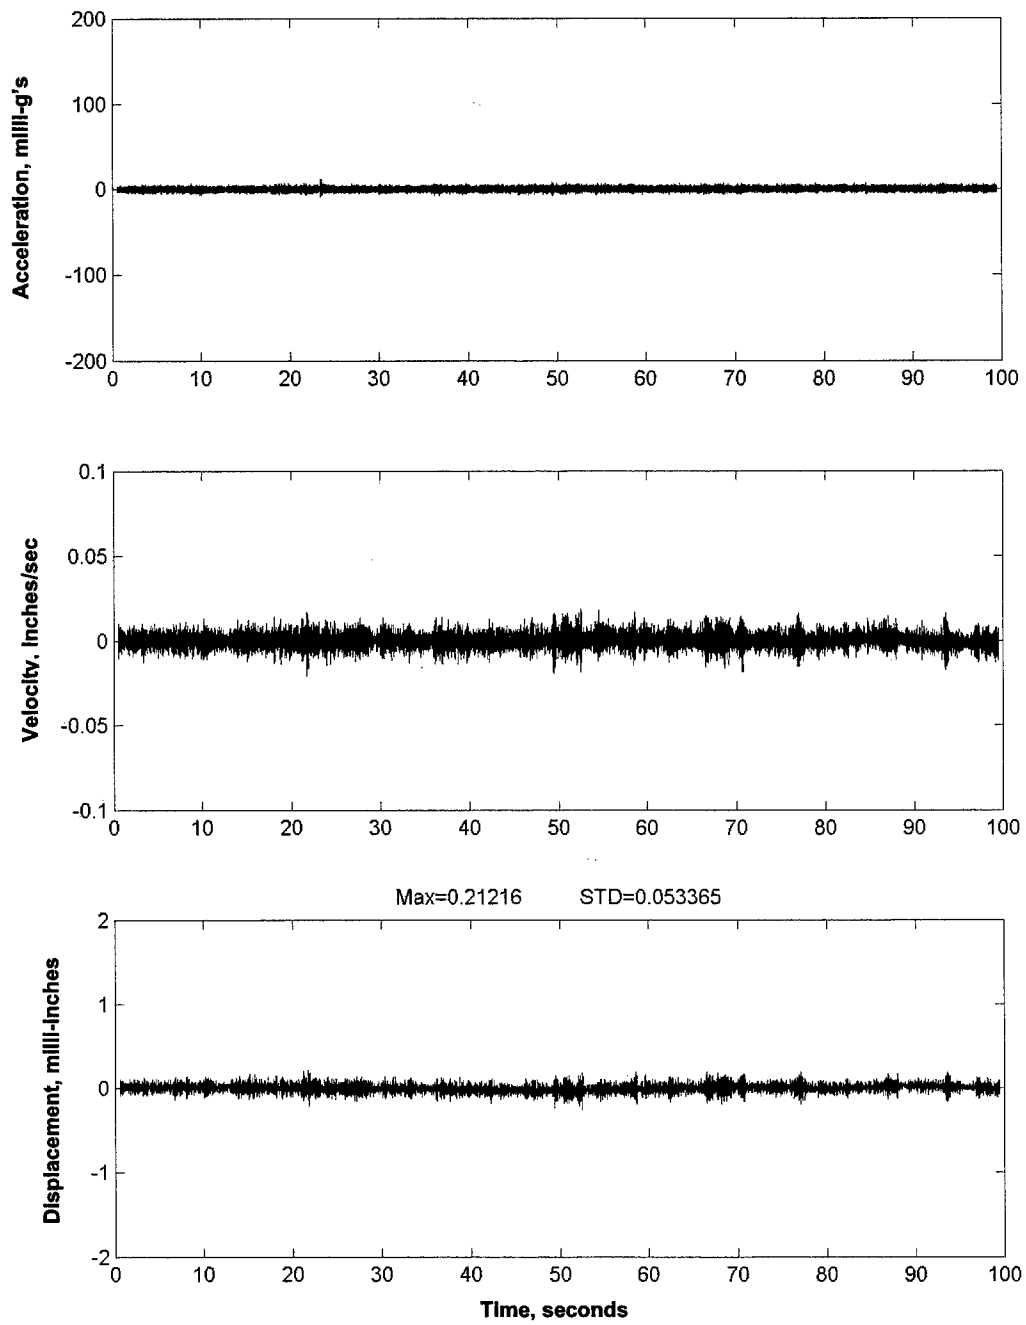 Acceleration, milli-g's
200
100
0
-100
-200
0 10 20 30 40 50 60 70 80 90 100
Velocity, Inches/sec
0.1
0.05
0
-0.05
-0.1
0 10 20 30 40 50 60 70 80 90 100
Max=0.21216 STD=0.053365
Displacement, milli-inches
2
1
0
-1
-2
0 10 20 30 40 50 60 70 80 90 100
Time, seconds